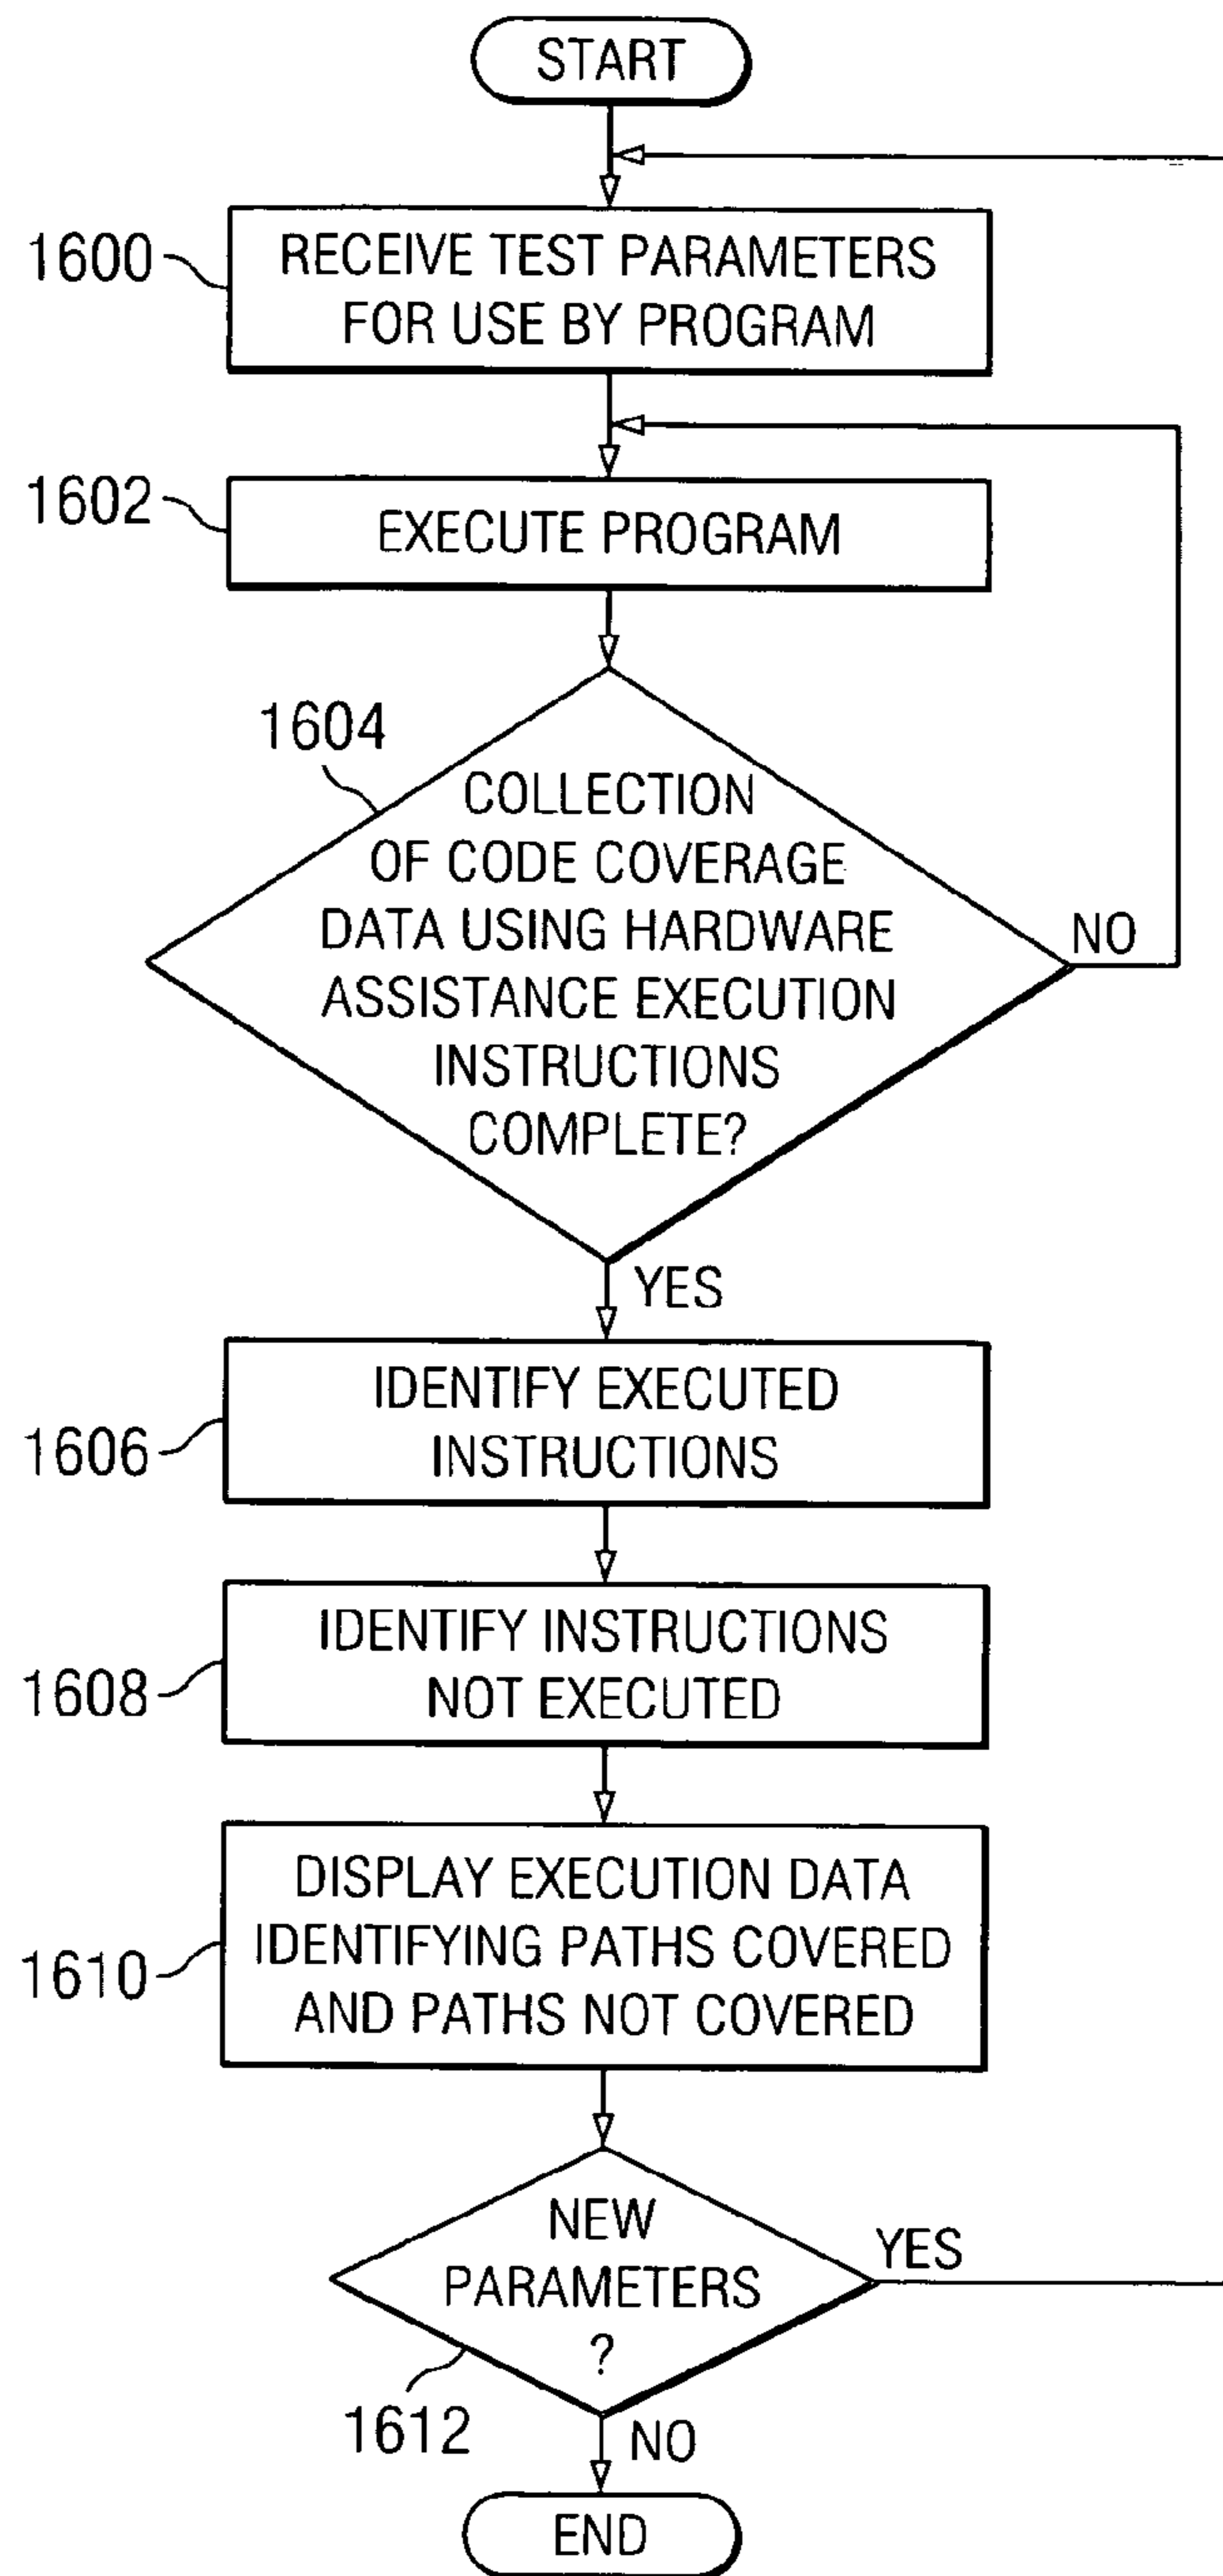 START
1600
RECEIVE TEST PARAMETERS
FOR USE BY PROGRAM
1602
EXECUTE PROGRAM
1604
COLLECTION
OF CODE COVERAGE
DATA USING HARDWARE
ASSISTANCE EXECUTION
INSTRUCTIONS
COMPLETE?
NO
YES
1606
IDENTIFY EXECUTED
INSTRUCTIONS
1608
IDENTIFY INSTRUCTIONS
NOT EXECUTED
1610
DISPLAY EXECUTION DATA
IDENTIFYING PATHS COVERED
AND PATHS NOT COVERED
NEW
PARAMETERS
?
YES
1612
NO
END